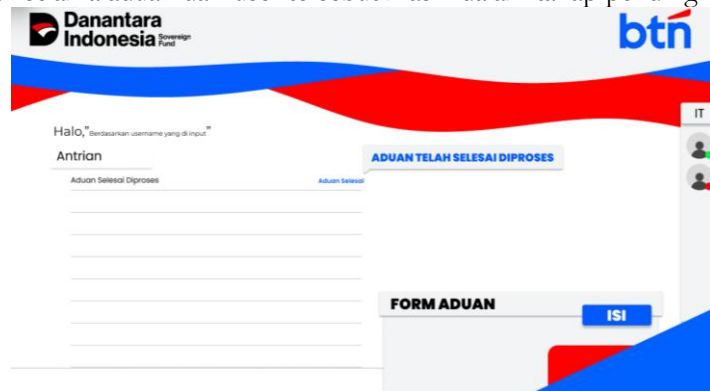 Danantara
Indonesia Sovereign Fund
btn
IT
Halo,"Berdasarkan username yang di input"
Antrian
ADUAN TELAH SELESAI DIPROSES
Aduan Selesai Diproses Aduan Selesai
FORM ADUAN
ISI